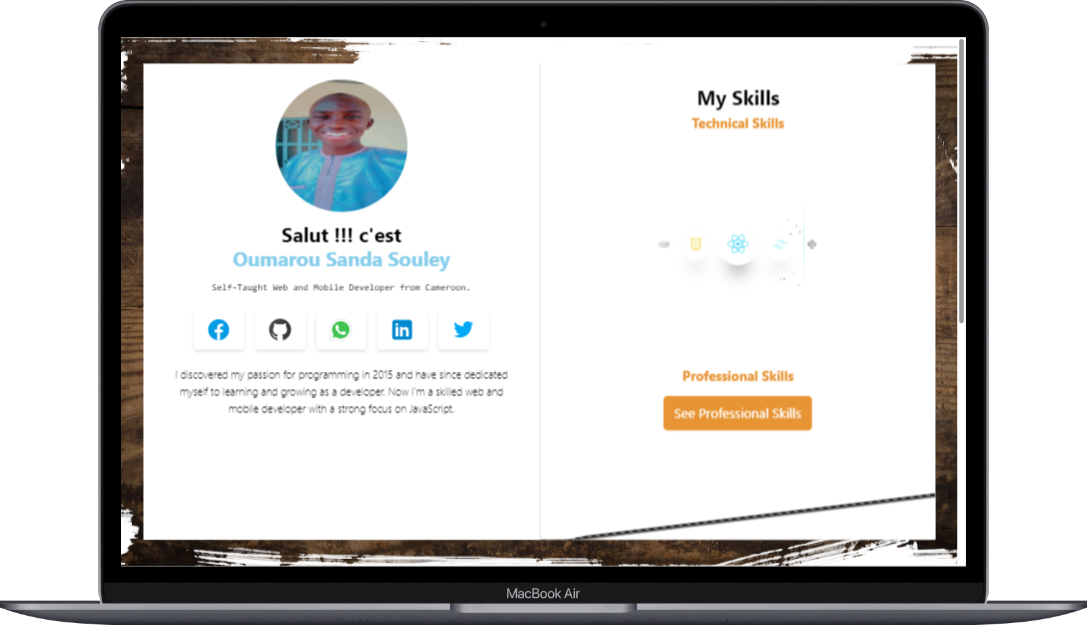 Salut !!! c'est
Oumarou Sanda Souley
Self-Taught Web and Mobile Developer from Cameroon.
I discovered my passion for programming in 2015 and have since dedicated
myself to learning and growing as a developer. Now I'm a skilled web and
mobile developer with a strong focus on JavaScript.
My Skills
Technical Skills
Professional Skills
See Professional Skills
MacBook Air